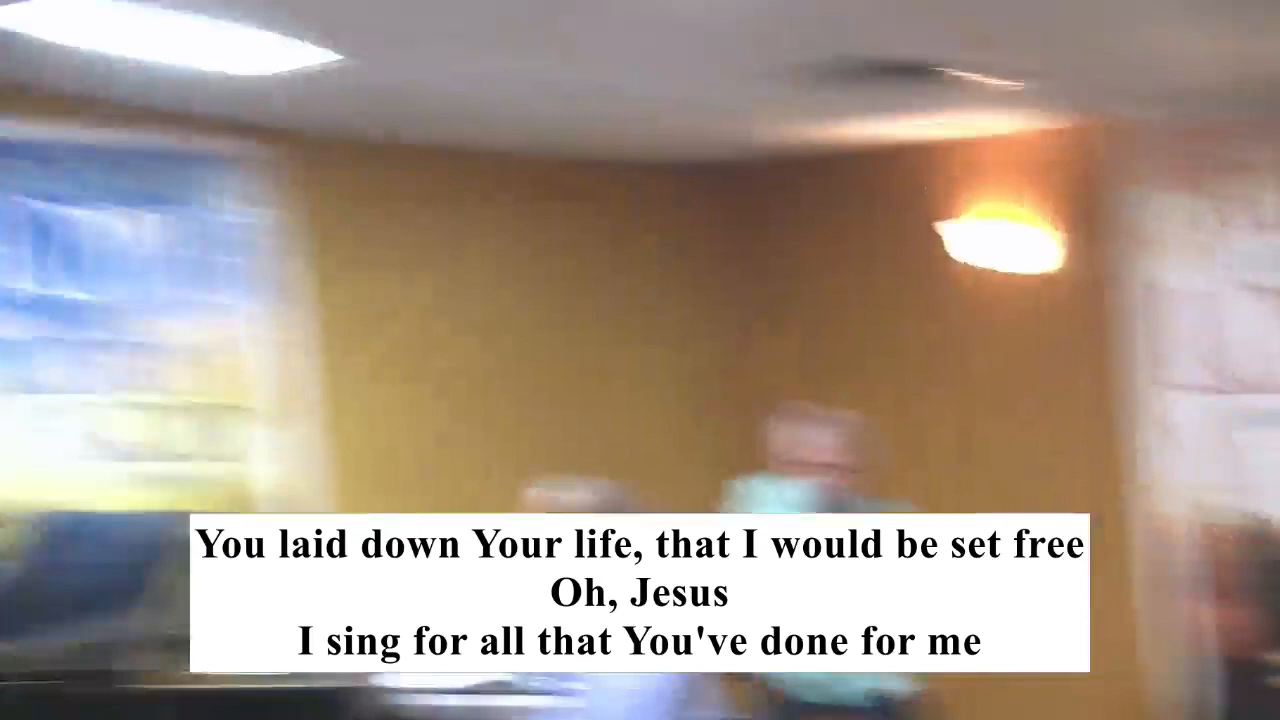 You laid down Your life, that I would be set free
Oh, Jesus
I sing for all that You've done for me